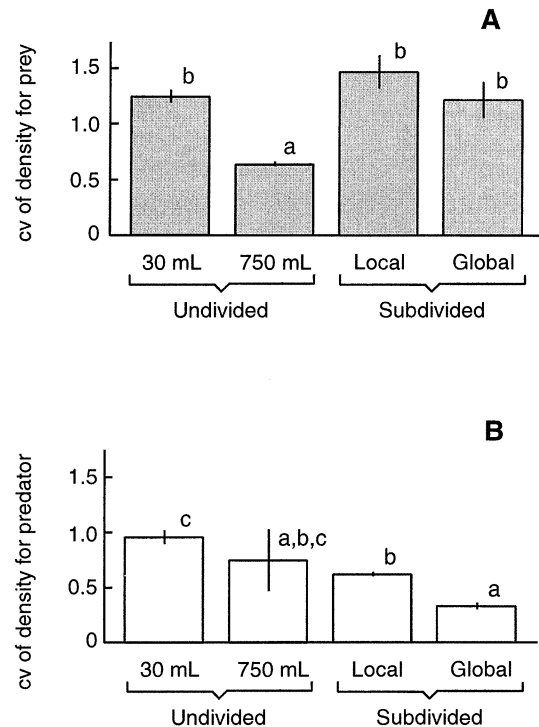 A
cv of density for prey
1.5
1.0
0.5
0
b
a
b
b
30 mL 750 mL Local Global
Undivided Subdivided
B
cv of density for predator
1.5
1.0
0.5
0
c
a,b,c
b
a
30 mL 750 mL Local Global
Undivided Subdivided